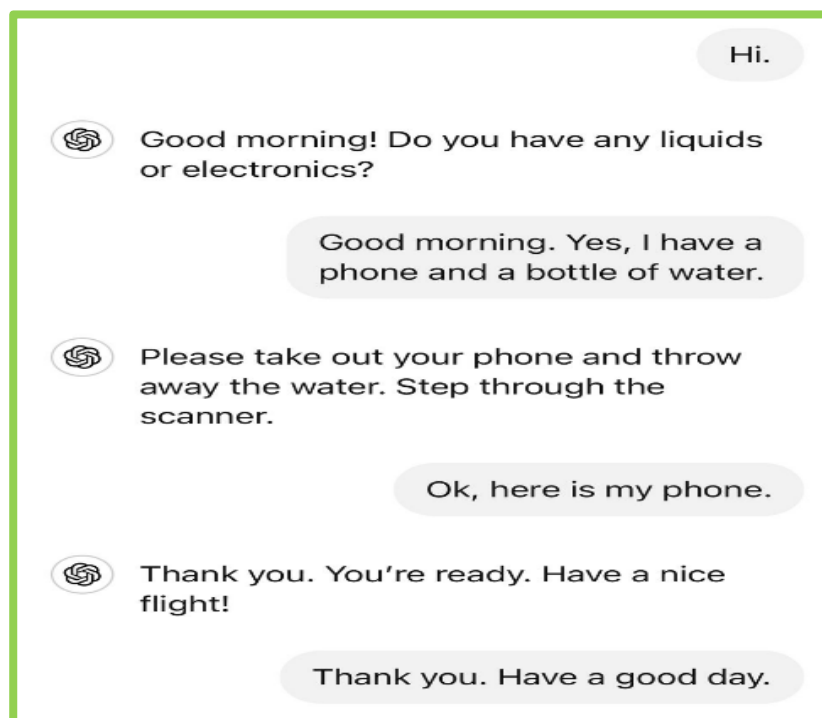 Hi.
Good morning! Do you have any liquids
or electronics?
Good morning. Yes, I have a
phone and a bottle of water.
Please take out your phone and throw
away the water. Step through the
scanner.
Ok, here is my phone.
Thank you. You’re ready. Have a nice
flight!
Thank you. Have a good day.